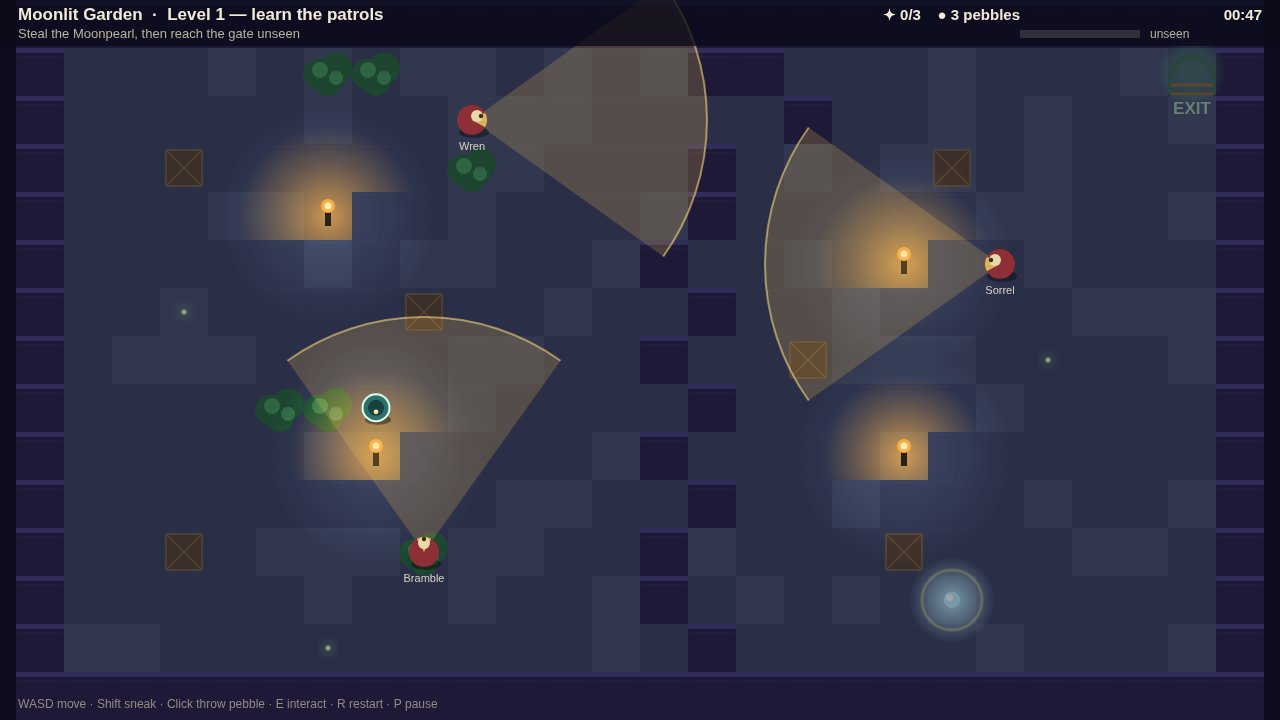 Moonlit Garden · Level 1 — learn the patrols
✦ 0/3 ● 3 pebbles
00:47
Steal the Moonpearl, then reach the gate unseen
unseen
EXIT
Wren
Sorrel
Bramble
WASD move · Shift sneak · Click throw pebble · E interact · R restart · P pause